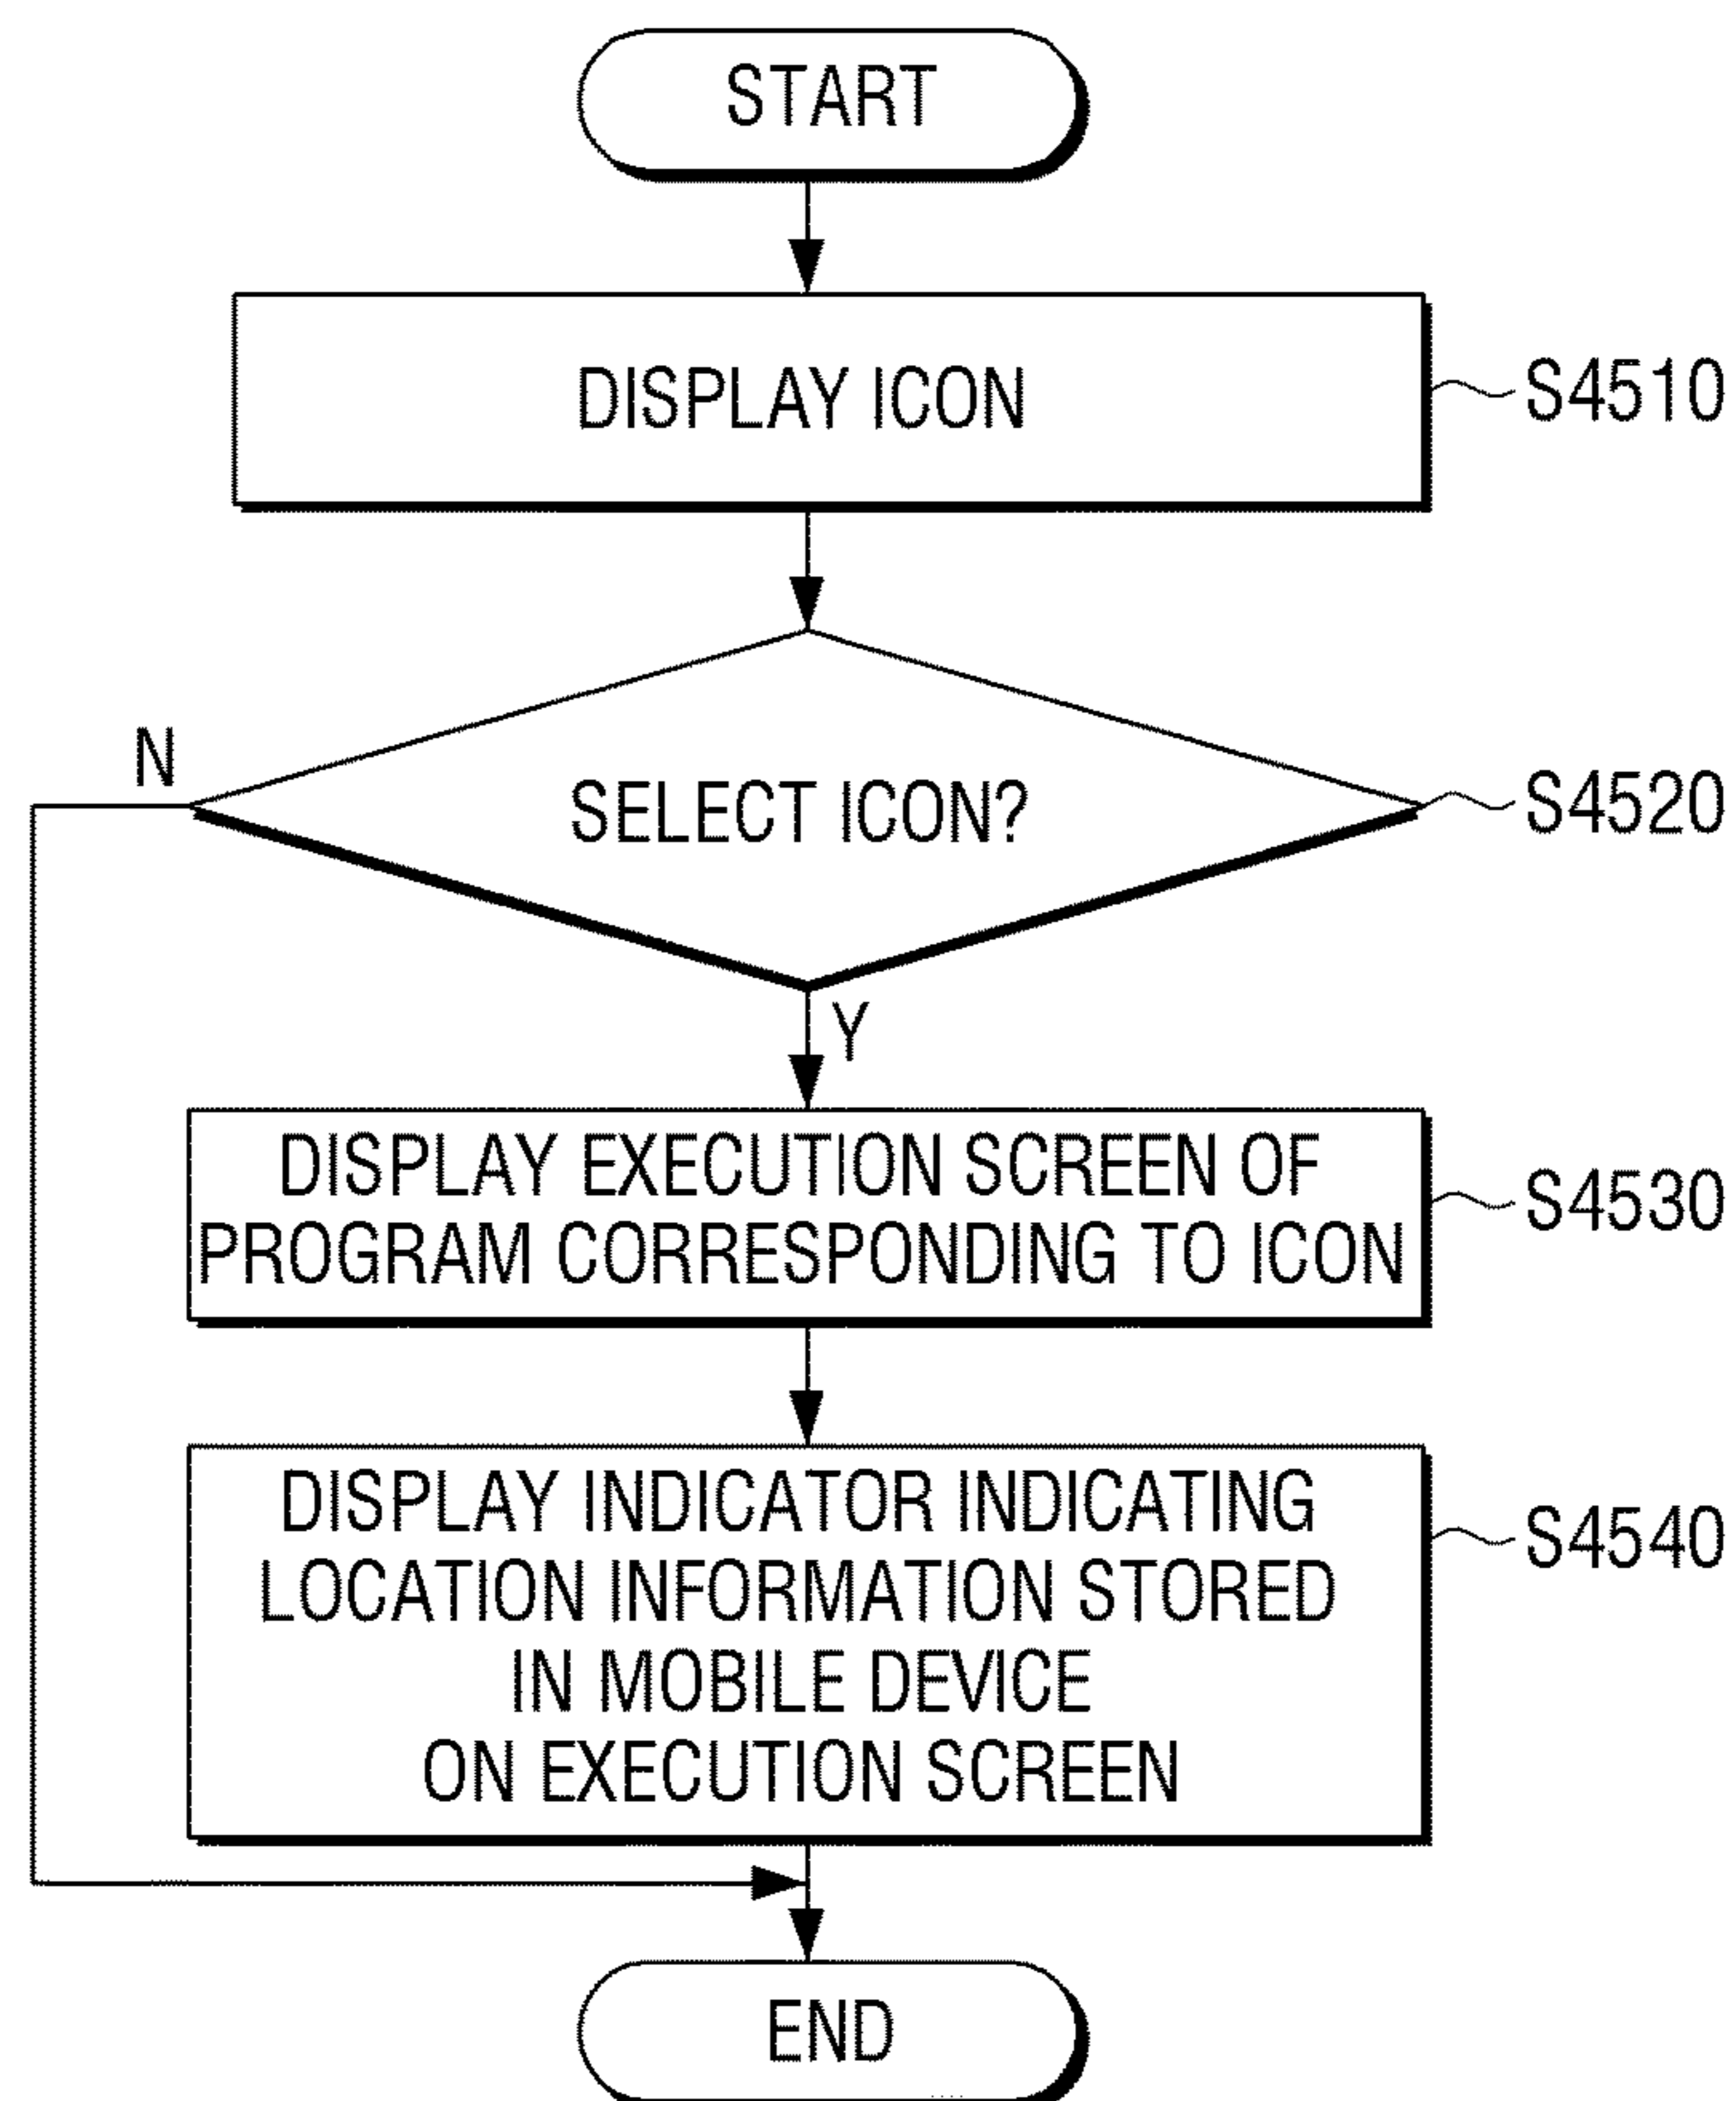 START
DISPLAY ICON
S4510
N
SELECT ICON?
S4520
Y
DISPLAY EXECUTION SCREEN OF
PROGRAM CORRESPONDING TO ICON
S4530
DISPLAY INDICATOR INDICATING
LOCATION INFORMATION STORED
IN MOBILE DEVICE
ON EXECUTION SCREEN
S4540
END